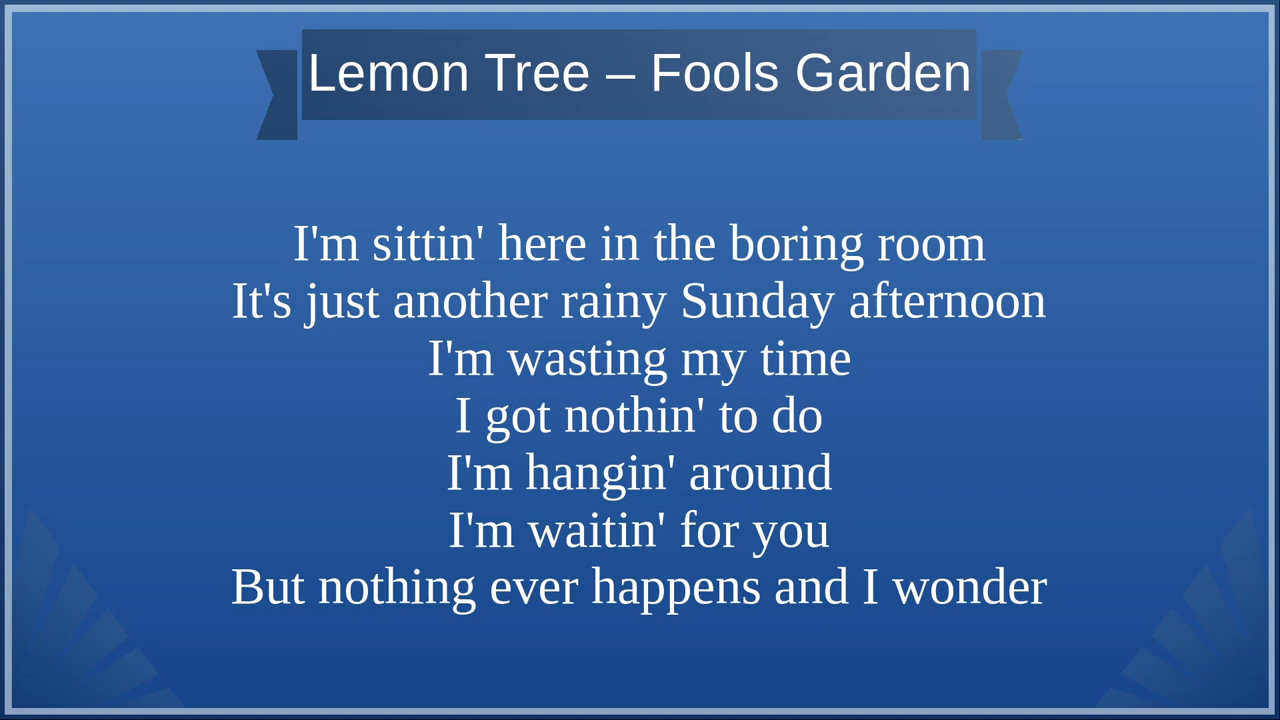 Lemon Tree – Fools Garden
I'm sittin' here in the boring room
It's just another rainy Sunday afternoon
I'm wasting my time
I got nothin' to do
I'm hangin' around
I'm waitin' for you
But nothing ever happens and I wonder